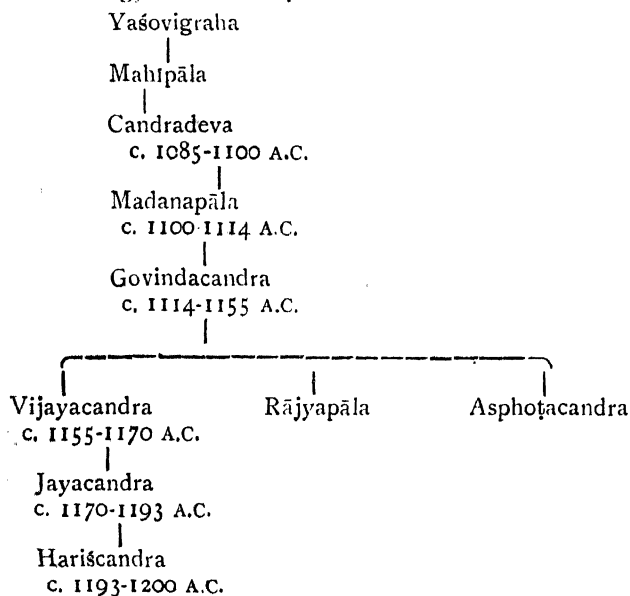 Yaśovigraha
Mahīpāla
Candradeva
c. 1085-1100 A.C.
Madanapāla
c. 1100-1114 A.C.
Govindacandra
c. 1114-1155 A.C.
Vijayacandra Rājyapāla Asphoṭacandra
c. 1155-1170 A.C.
Jayacandra
c. 1170-1193 A.C.
Hariścandra
c. 1193-1200 A.C.